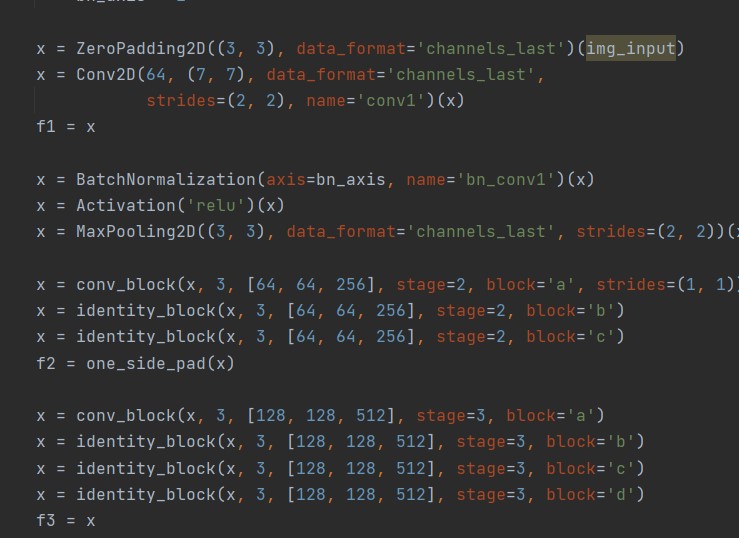 x = ZeroPadding2D((3, 3), data_format='channels_last')(img_input)
x = Conv2D(64, (7, 7), data_format='channels_last',
strides=(2, 2), name='conv1')(x)
f1 = x
x = BatchNormalization(axis=bn_axis, name='bn_conv1')(x)
x = Activation('relu')(x)
x = MaxPooling2D((3, 3), data_format='channels_last', strides=(2, 2))(
x = conv_block(x, 3, [64, 64, 256], stage=2, block='a', strides=(1, 1)
x = identity_block(x, 3, [64, 64, 256], stage=2, block='b')
x = identity_block(x, 3, [64, 64, 256], stage=2, block='c')
f2 = one_side_pad(x)
x = conv_block(x, 3, [128, 128, 512], stage=3, block='a')
x = identity_block(x, 3, [128, 128, 512], stage=3, block='b')
x = identity_block(x, 3, [128, 128, 512], stage=3, block='c')
x = identity_block(x, 3, [128, 128, 512], stage=3, block='d')
f3 = x